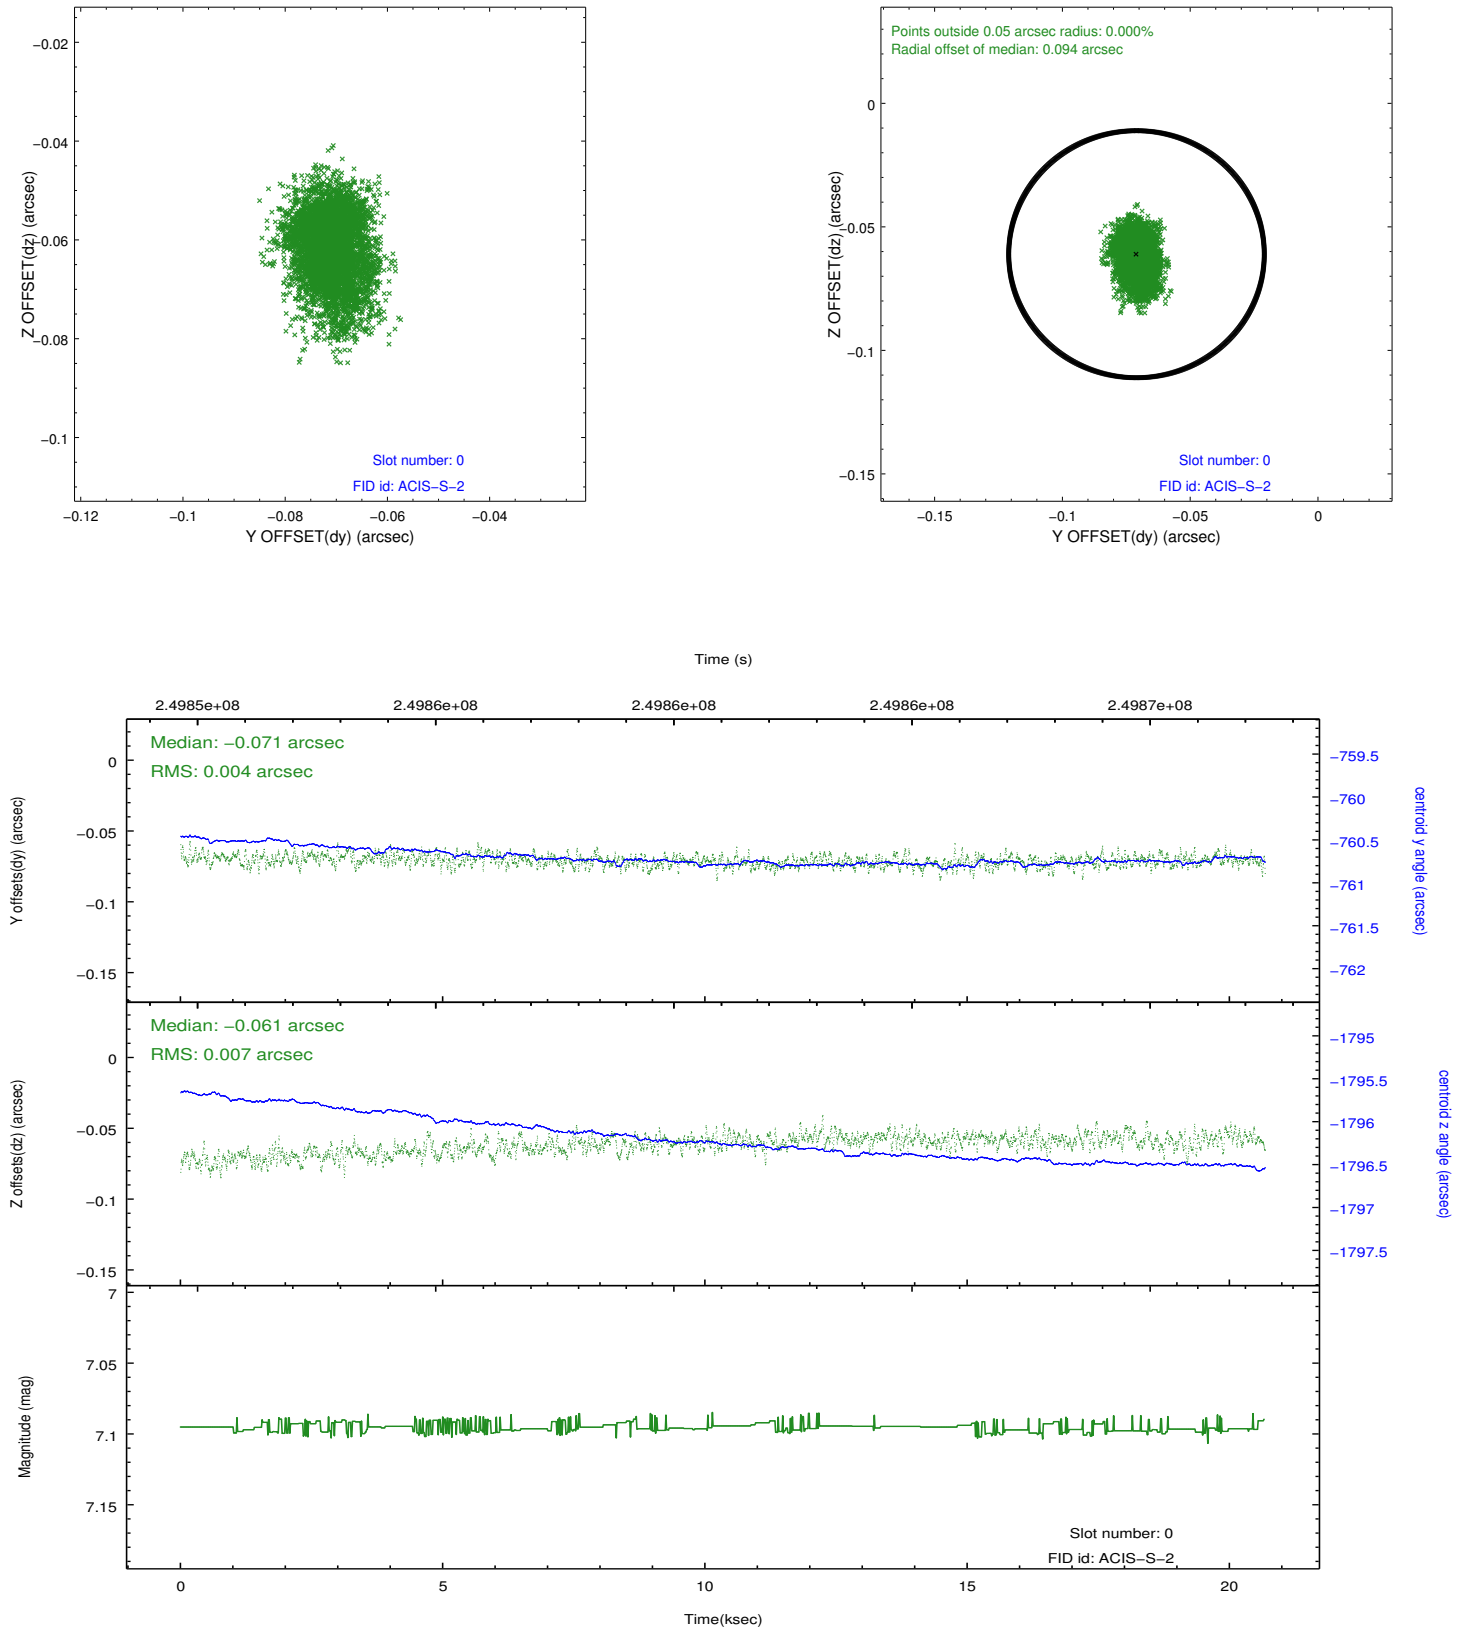 −0.02
−0.04
−0.06
−0.08
−0.1
Z OFFSET(dz) (arcsec)
Slot number: 0
FID id: ACIS−S−2
−0.12
−0.1
−0.08
−0.06
−0.04
Y OFFSET(dy) (arcsec)
Points outside 0.05 arcsec radius: 0.000%
Radial offset of median: 0.094 arcsec
0
−0.05
−0.1
−0.15
Z OFFSET(dz) (arcsec)
Slot number: 0
FID id: ACIS−S−2
−0.15
−0.1
−0.05
0
Y OFFSET(dy) (arcsec)
Time (s)
2.4985e+08
2.4986e+08
2.4986e+08
2.4986e+08
2.4987e+08
Median: −0.071 arcsec
RMS: 0.004 arcsec
0
−0.05
−0.1
−0.15
Y offsets(dy) (arcsec)
−759.5
−760
−760.5
−761
−761.5
−762
centroid y angle (arcsec)
Median: −0.061 arcsec
RMS: 0.007 arcsec
0
−0.05
−0.1
−0.15
Z offsets(dz) (arcsec)
−1795
−1795.5
−1796
−1796.5
−1797
−1797.5
centroid z angle (arcsec)
7
7.05
7.1
7.15
Magnitude (mag)
Slot number: 0
FID id: ACIS−S−2
0
5
10
15
20
Time(ksec)